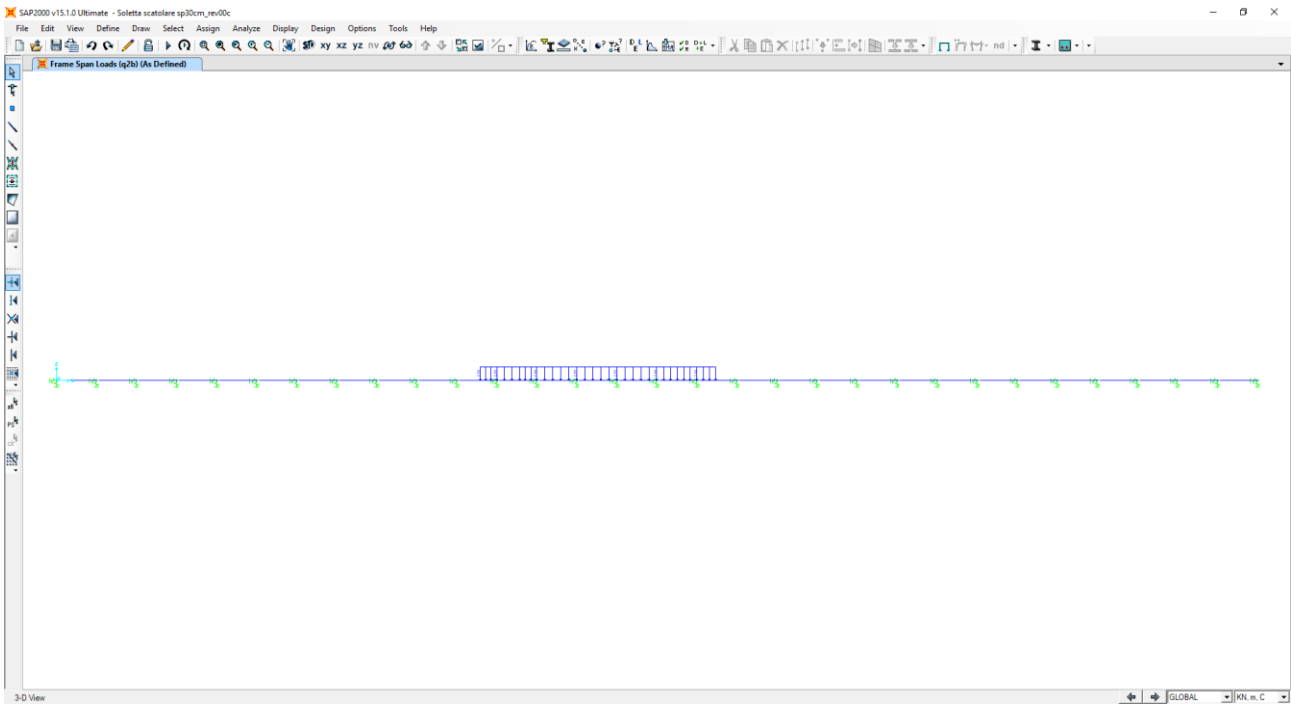 SAP2000 v15.1.0 Ultimate - Soletta scatolare sp30cm_rev00c
File Edit View Define Draw Select Assign Analyze Display Design Options Tools Help
xy xz yz nv nd
Frame Span Loads (q2b) (As Defined)
3-D View GLOBAL KN, m, C